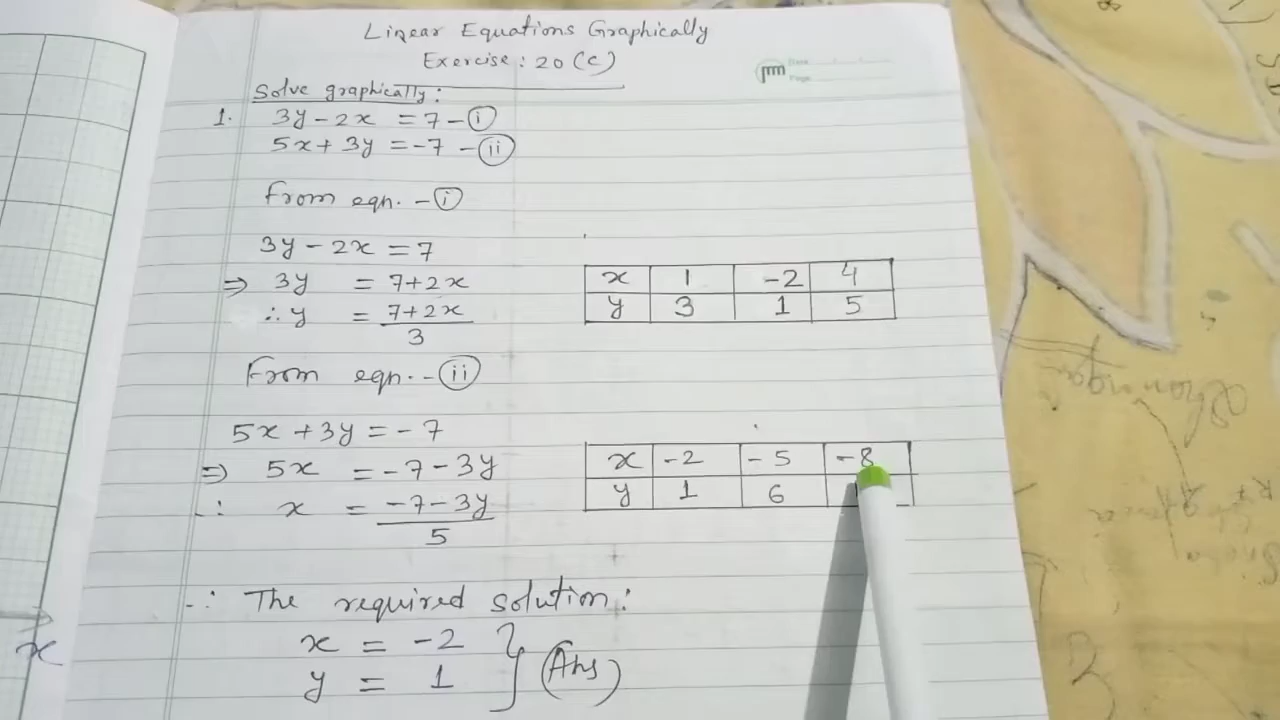 Linear Equations Graphically
Exercise: 20 (c)
Solve graphically:
1. 3y - 2x = 7 - (i)
5x + 3y = -7 - (ii)
From eqn. - (i)
3y - 2x = 7
⇒ 3y = 7+2x
∴ y = (7+2x)/3
x 1 -2 4
y 3 1 5
From eqn. - (ii)
5x + 3y = -7
⇒ 5x = -7 - 3y
∴ x = (-7 - 3y)/5
x -2 -5 -8
y 1 6
∴ The required solution:
x = -2
y = 1 } (Ans)
x